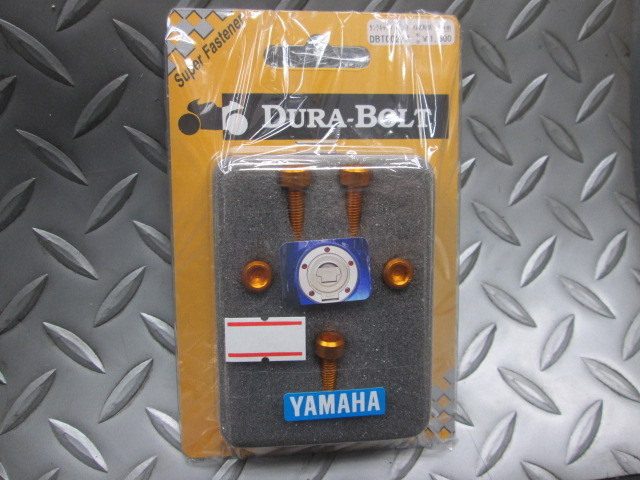 Super Fastener
DURA-BOLT
YAMAHA